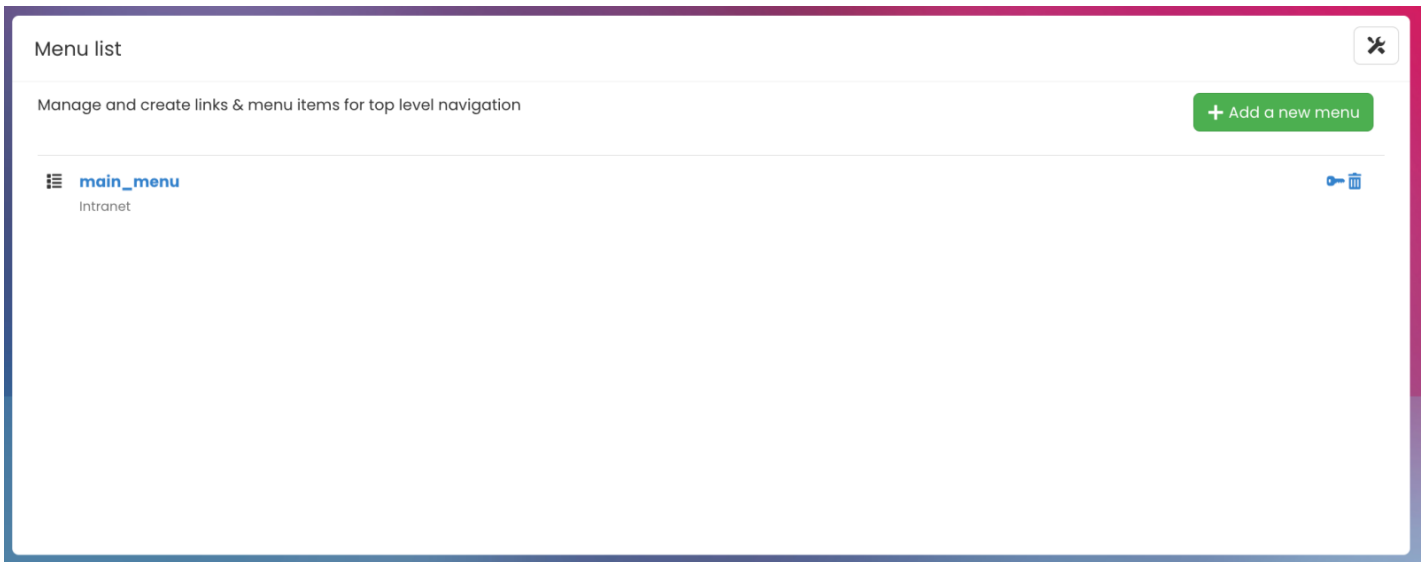 Menu list
Manage and create links & menu items for top level navigation
Add a new menu
main_menu
Intranet